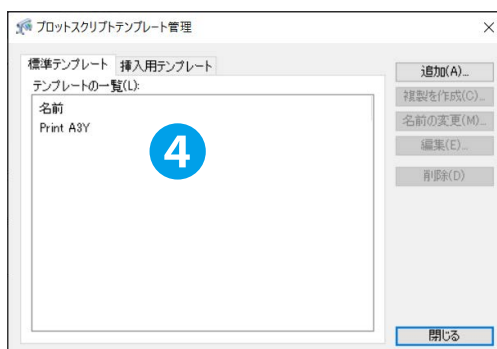 プロットスクリプトテンプレート管理
標準テンプレート 挿入用テンプレート
テンプレートの一覧(L):
名前
Print A3Y
4
追加(A)...
複製を作成(C)...
名前の変更(M)...
編集(E)...
削除(D)
閉じる